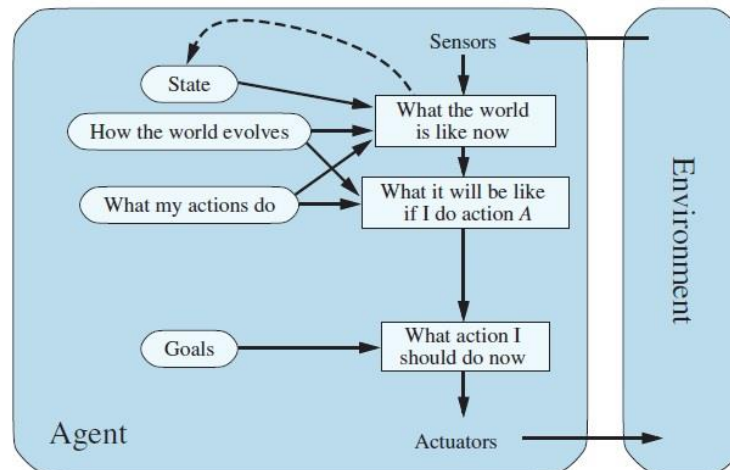 Sensors
State
What the world
is like now
How the world evolves
What it will be like
if I do action A
What my actions do
What action I
should do now
Goals
Agent
Actuators
Environment